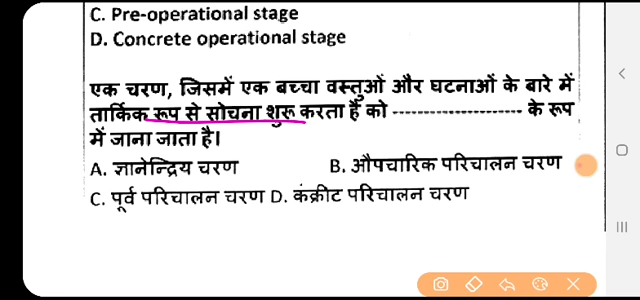 C. Pre-operational stage
D. Concrete operational stage
एक चरण, जिसमें एक बच्चा वस्तुओं और घटनाओं के बारे में
तार्किक रूप से सोचना शुरू करता है को ---------------------- के रूप
में जाना जाता है।
A. ज्ञानेन्द्रिय चरण B. औपचारिक परिचालन चरण
C. पूर्व परिचालन चरण D. कंक्रीट परिचालन चरण